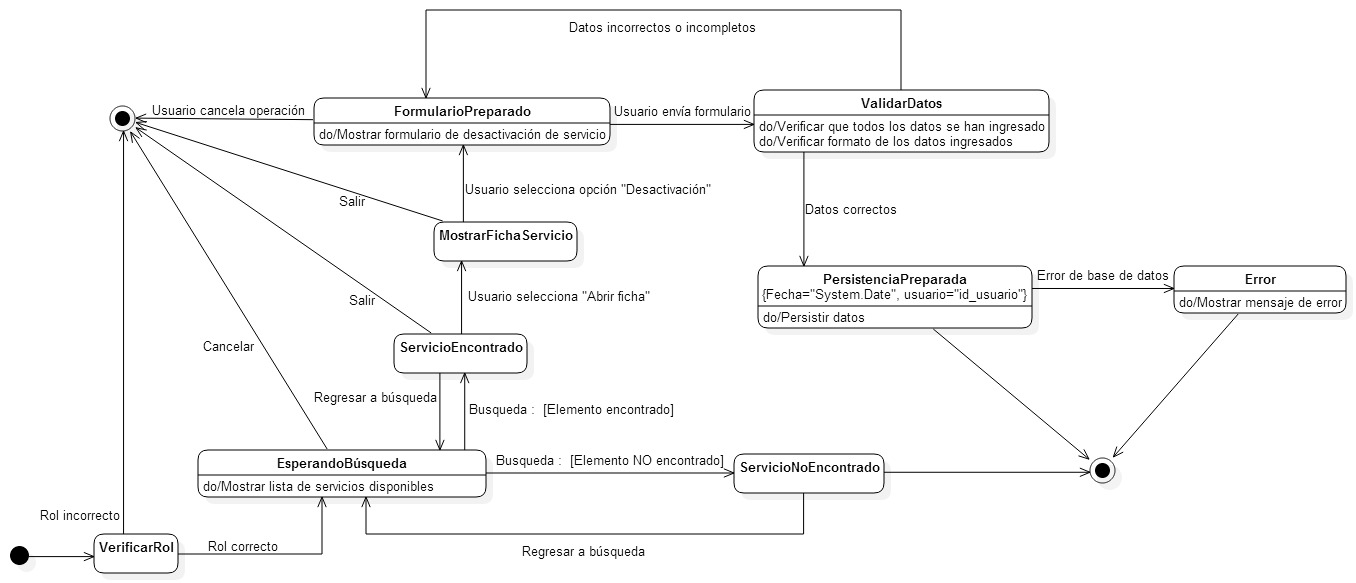 Datos incorrectos o incompletos
Usuario cancela operación
FormularioPreparado
do/Mostrar formulario de desactivación de servicio
Usuario envía formulario
ValidarDatos
do/Verificar que todos los datos se han ingresado
do/Verificar formato de los datos ingresados
Usuario selecciona opción "Desactivación"
Salir
Datos correctos
MostrarFichaServicio
PersistenciaPreparada
{Fecha="System.Date", usuario="id_usuario"}
do/Persistir datos
Error de base de datos
Error
do/Mostrar mensaje de error
Usuario selecciona "Abrir ficha"
Salir
Cancelar
ServicioEncontrado
Regresar a búsqueda
Busqueda : [Elemento encontrado]
EsperandoBúsqueda
do/Mostrar lista de servicios disponibles
Busqueda : [Elemento NO encontrado]
ServicioNoEncontrado
Rol incorrecto
VerificarRol
Rol correcto
Regresar a búsqueda